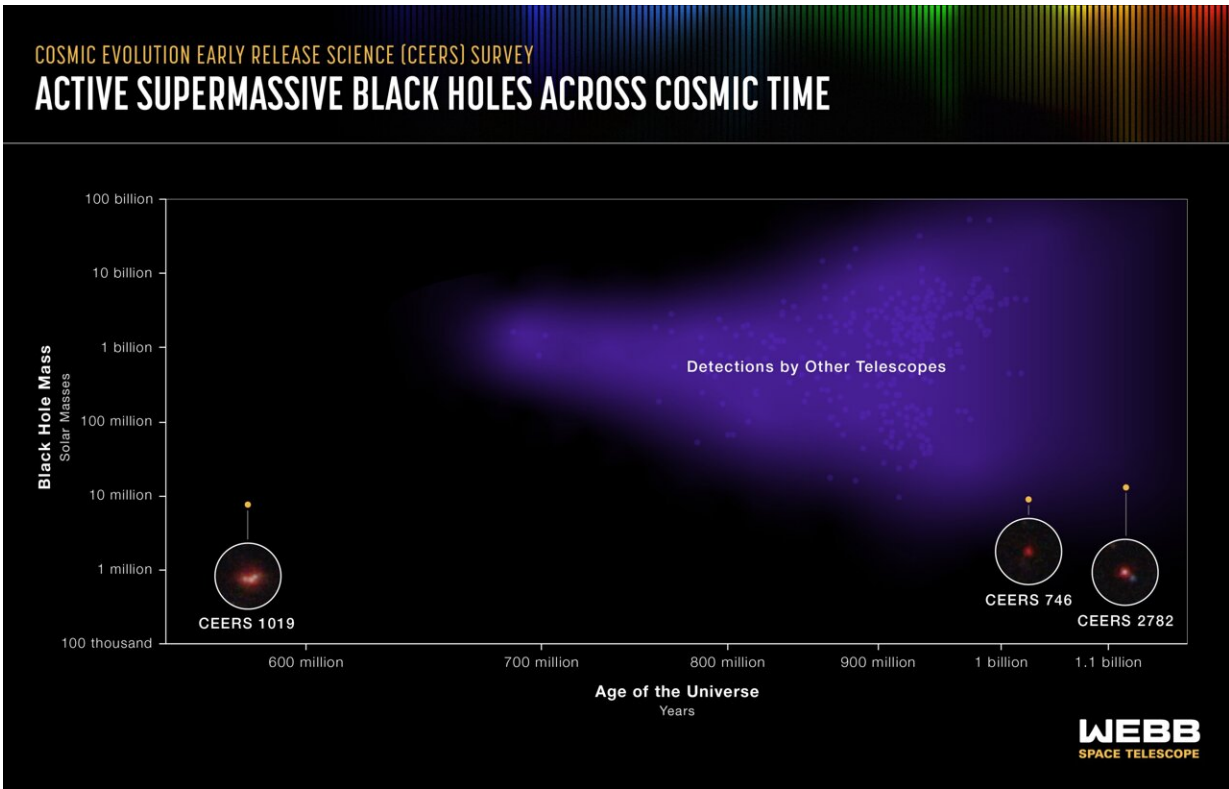 COSMIC EVOLUTION EARLY RELEASE SCIENCE (CEERS) SURVEY
ACTIVE SUPERMASSIVE BLACK HOLES ACROSS COSMIC TIME
Black Hole Mass
Solar Masses
100 billion
10 billion
1 billion
100 million
10 million
1 million
100 thousand
Detections by Other Telescopes
CEERS 1019
CEERS 746
CEERS 2782
600 million
700 million
800 million
900 million
1 billion
1.1 billion
Age of the Universe
Years
WEBB
SPACE TELESCOPE